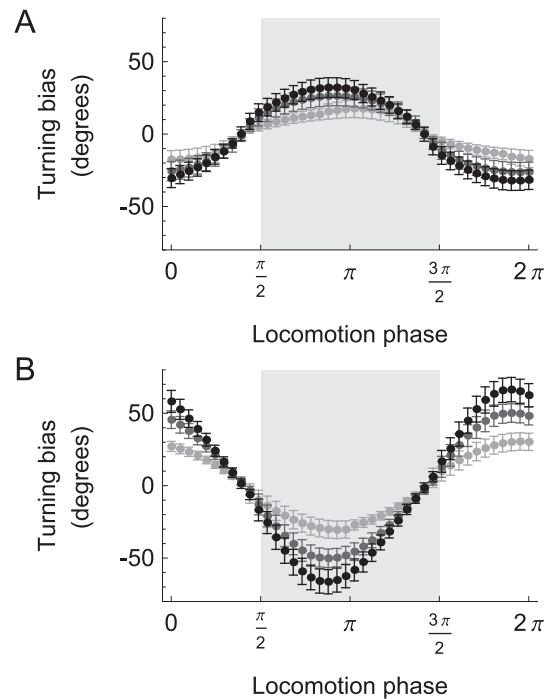 A
Turning bias
(degrees)
50
0
-50
0
π/2
π
3π/2
2π
Locomotion phase
B
Turning bias
(degrees)
50
0
-50
0
π/2
π
3π/2
2π
Locomotion phase